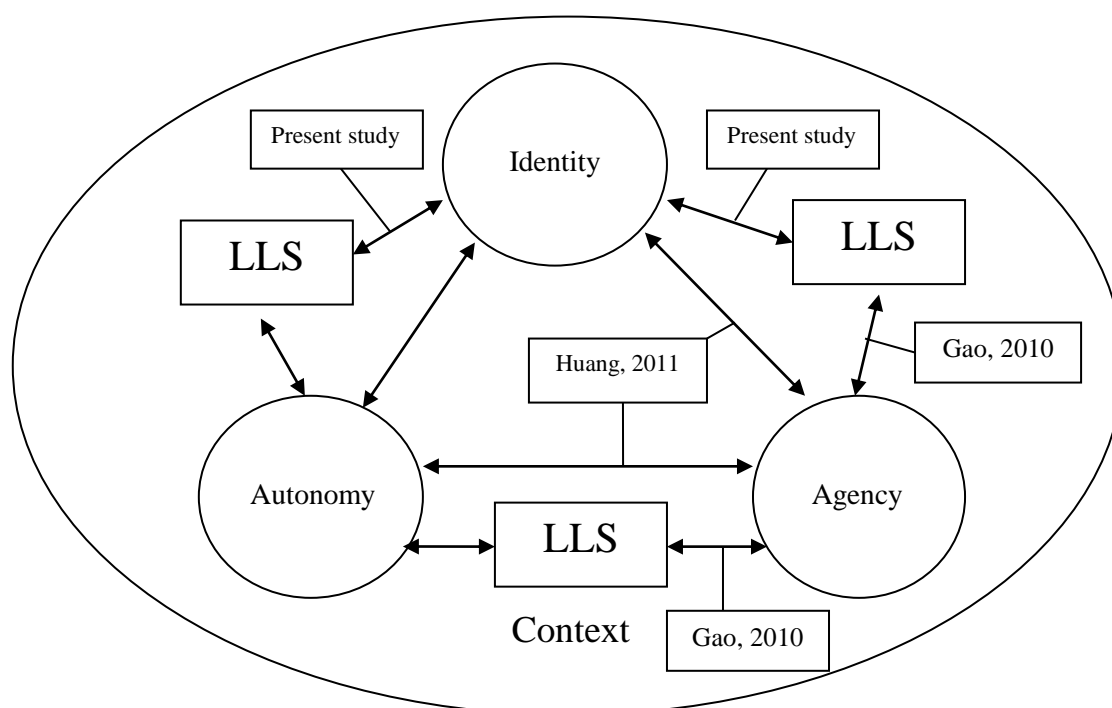 Present study
Present study
Identity
LLS
LLS
Huang, 2011
Gao, 2010
Autonomy
Agency
LLS
Context
Gao, 2010